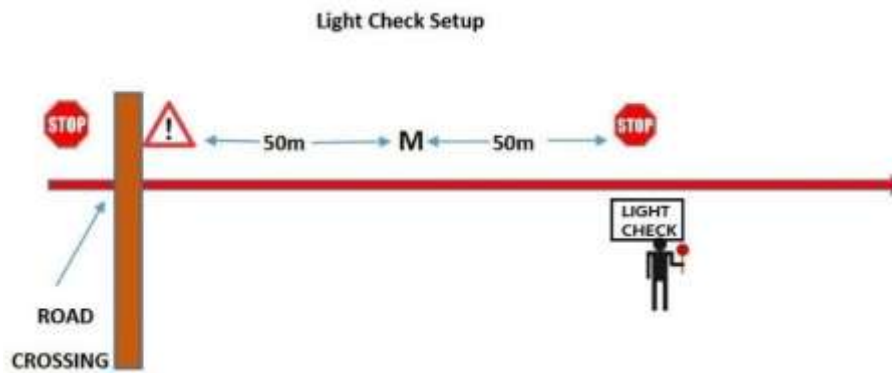 Light Check Setup
STOP
!
50m
M
50m
STOP
LIGHT
CHECK
ROAD
CROSSING